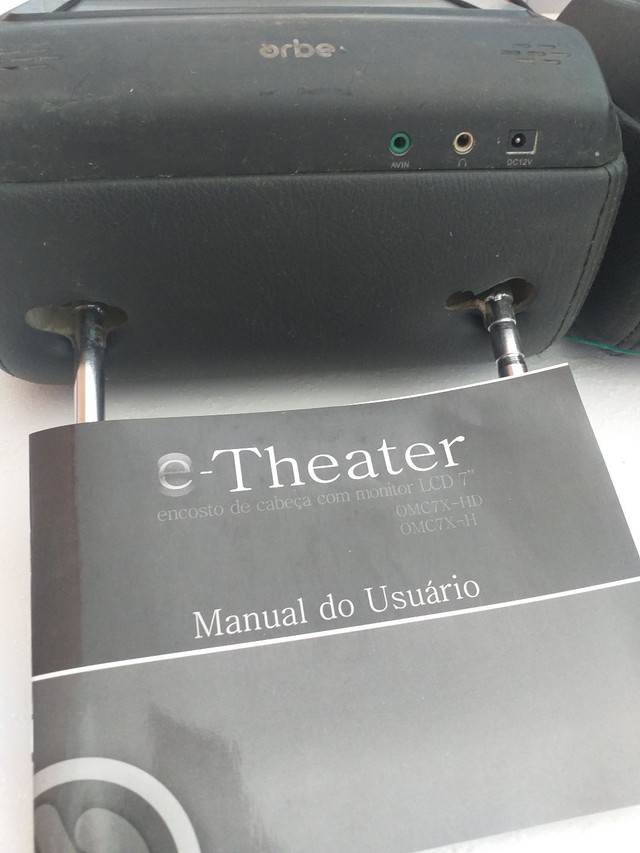 orbe
AVIN
DC12V
e-Theater
encosto de cabeça com monitor LCD 7"
OMC7X-HD
OMC7X-H
Manual do Usuário